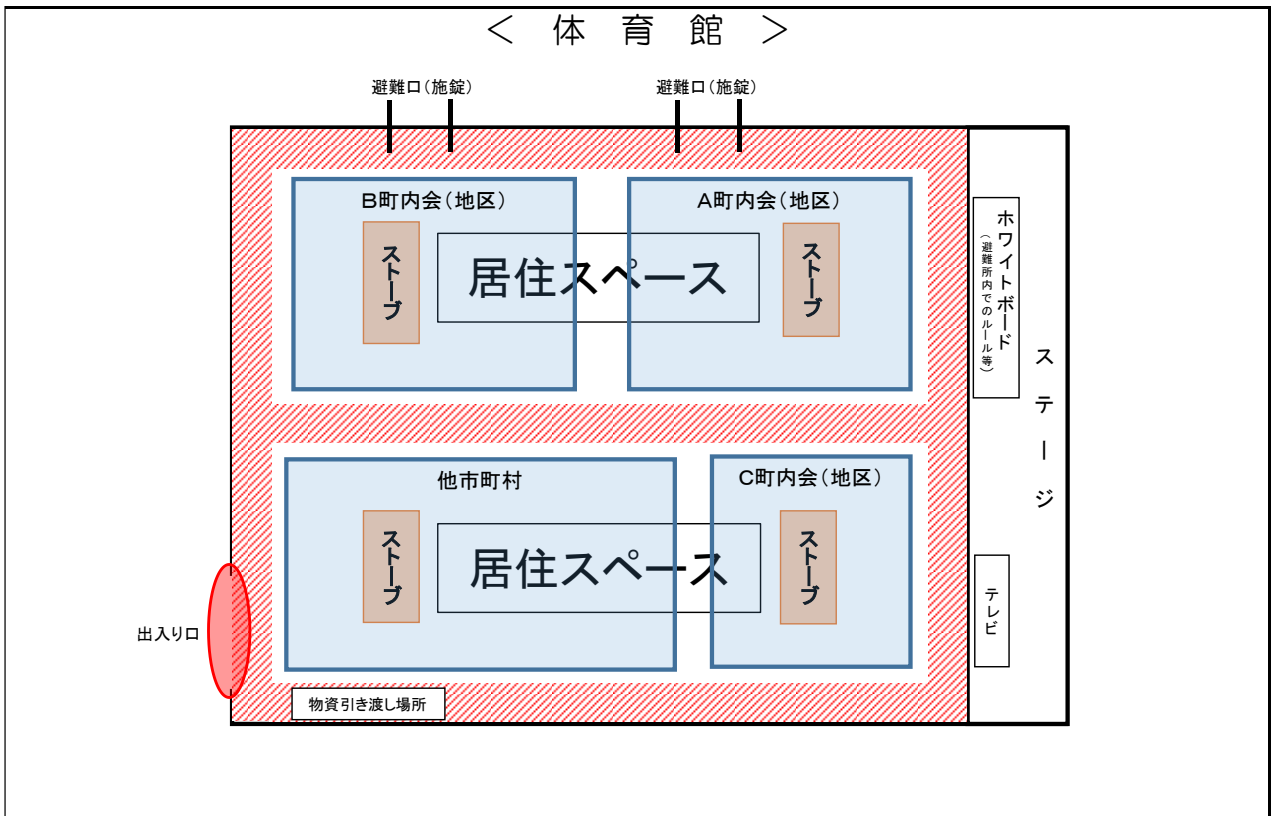 ＜ 体 育 館 ＞
避難口（施錠）
避難口（施錠）
B町内会（地区）
A町内会（地区）
ストーブ
居住スペース
ストーブ
ホワイトボード
（避難所内でのルール等）
ステージ
他市町村
C町内会（地区）
ストーブ
居住スペース
ストーブ
テレビ
出入り口
物資引き渡し場所